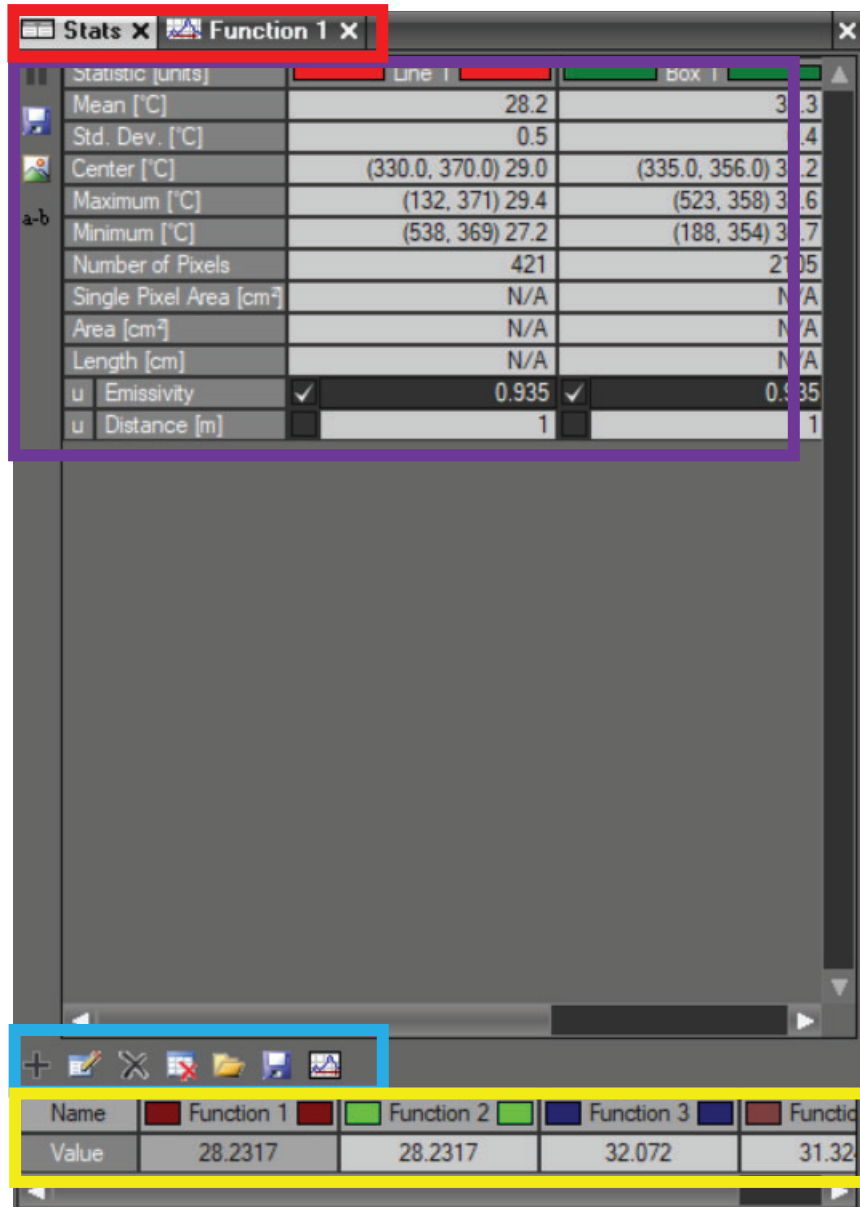 Stats X Function 1 X X
Statistic [units] Line 1 Box 1
Mean [°C] 28.2
Std. Dev. [°C] 0.5
Center [°C] (330.0, 370.0) 29.0 (335.0, 356.0)
Maximum [°C] (132, 371) 29.4 (523, 358)
Minimum [°C] (538, 369) 27.2 (188, 354)
Number of Pixels 421
Single Pixel Area [cm²] N/A N/A
Area [cm²] N/A N/A
Length [cm] N/A N/A
u Emissivity 0.935 0.935
u Distance [m] 1 1
a-b
Name Function 1 Function 2 Function 3
Value 28.2317 28.2317 32.072